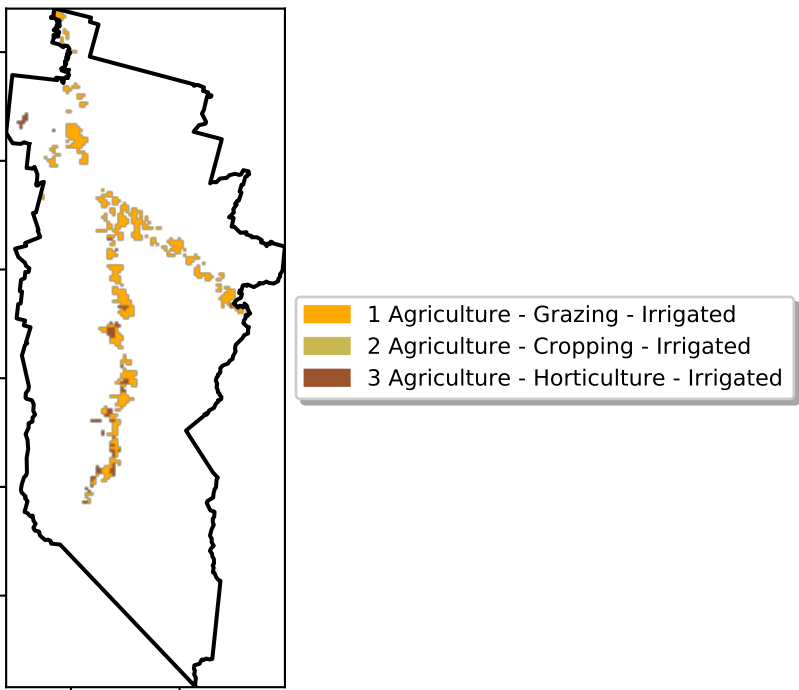 1 Agriculture - Grazing - Irrigated
2 Agriculture - Cropping - Irrigated
3 Agriculture - Horticulture - Irrigated